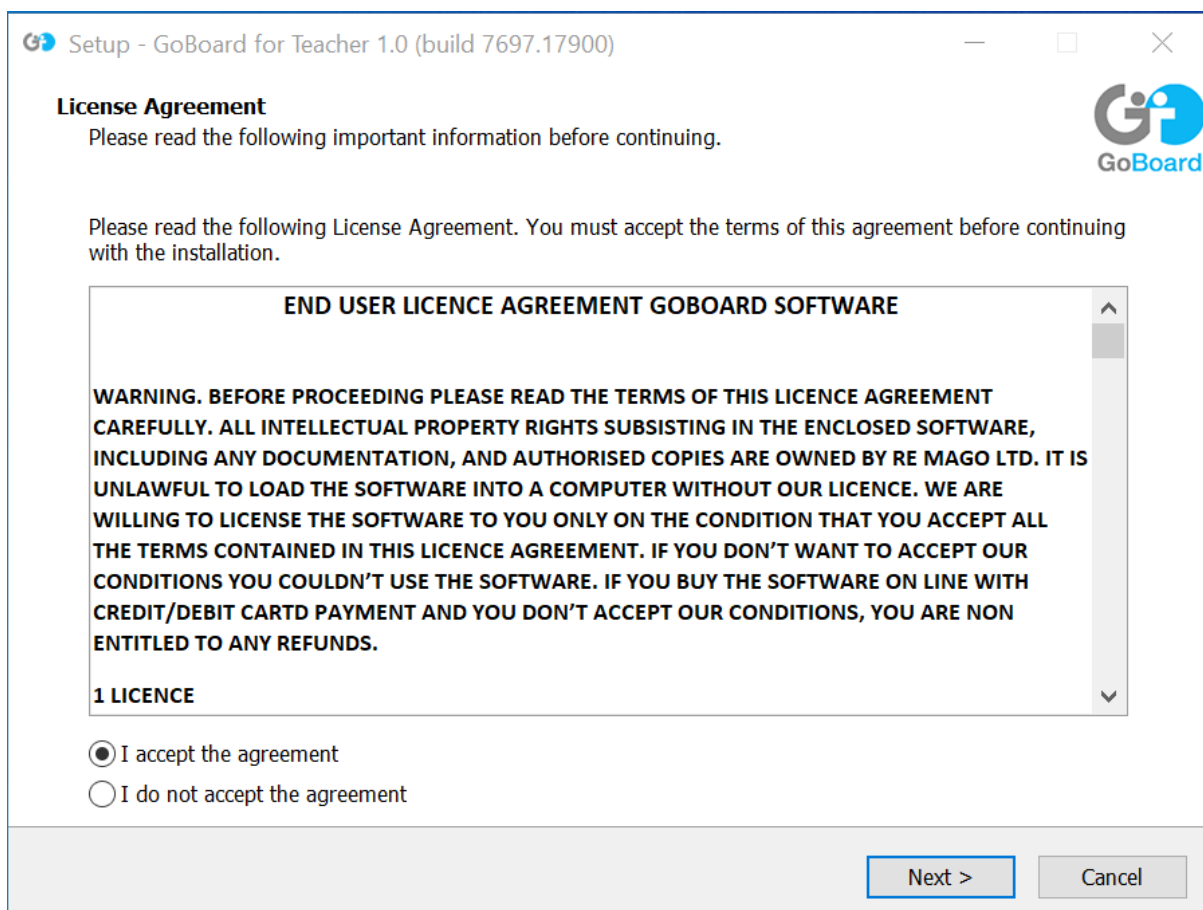 Setup - GoBoard for Teacher 1.0 (build 7697.17900)
License Agreement
Please read the following important information before continuing.
GoBoard
Please read the following License Agreement. You must accept the terms of this agreement before continuing
with the installation.
END USER LICENCE AGREEMENT GOBOARD SOFTWARE
WARNING. BEFORE PROCEEDING PLEASE READ THE TERMS OF THIS LICENCE AGREEMENT
CAREFULLY. ALL INTELLECTUAL PROPERTY RIGHTS SUBSISTING IN THE ENCLOSED SOFTWARE,
INCLUDING ANY DOCUMENTATION, AND AUTHORISED COPIES ARE OWNED BY RE MAGO LTD. IT IS
UNLAWFUL TO LOAD THE SOFTWARE INTO A COMPUTER WITHOUT OUR LICENCE. WE ARE
WILLING TO LICENSE THE SOFTWARE TO YOU ONLY ON THE CONDITION THAT YOU ACCEPT ALL
THE TERMS CONTAINED IN THIS LICENCE AGREEMENT. IF YOU DON’T WANT TO ACCEPT OUR
CONDITIONS YOU COULDN’T USE THE SOFTWARE. IF YOU BUY THE SOFTWARE ON LINE WITH
CREDIT/DEBIT CARTD PAYMENT AND YOU DON’T ACCEPT OUR CONDITIONS, YOU ARE NON
ENTITLED TO ANY REFUNDS.
1 LICENCE
I accept the agreement
I do not accept the agreement
Next >
Cancel